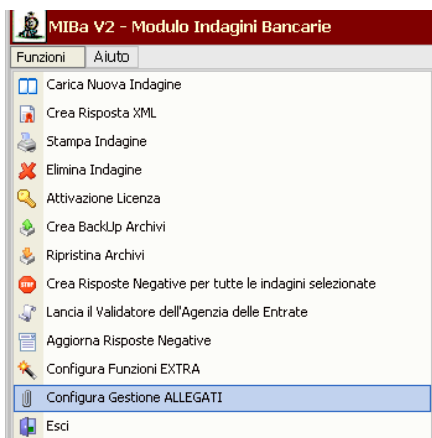 MIBa V2 - Modulo Indagini Bancarie
Funzioni Aiuto
Carica Nuova Indagine
Crea Risposta XML
Stampa Indagine
Elimina Indagine
Attivazione Licenza
Crea BackUp Archivi
Ripristina Archivi
Crea Risposte Negative per tutte le indagini selezionate
Lancia il Validatore dell'Agenzia delle Entrate
Aggiorna Risposte Negative
Configura Funzioni EXTRA
Configura Gestione ALLEGATI
Esci